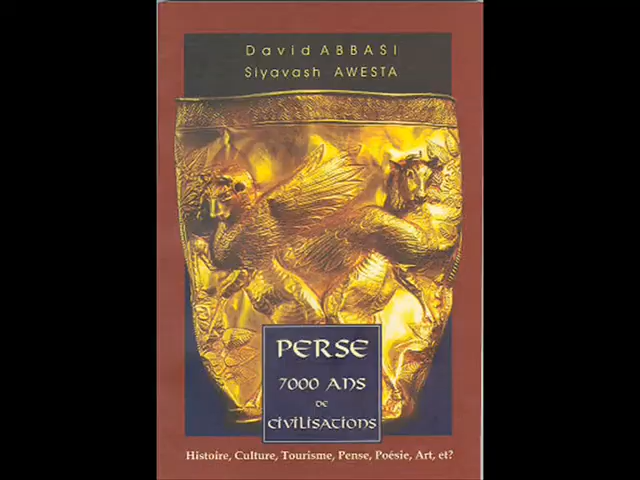 David ABBASI
Siyavash AWESTA
PERSE
7000 ANS
DE
CIVILISATIONS
Histoire, Culture, Tourisme, Pense, Poésie, Art, et?